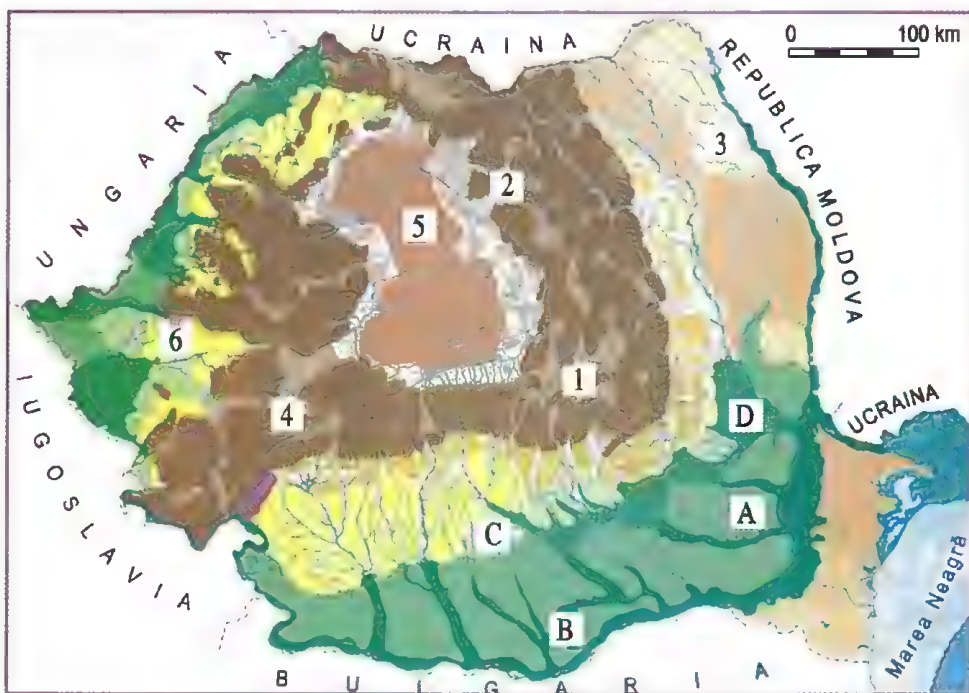 UCRAINA
0 100 km
UNGARIA
REPUBLICA MOLDOVA
3
2
5
6
1
4
IUGOSLAVIA
D
UCRAINA
A
C
B
Marea Neagră
BULGARIA